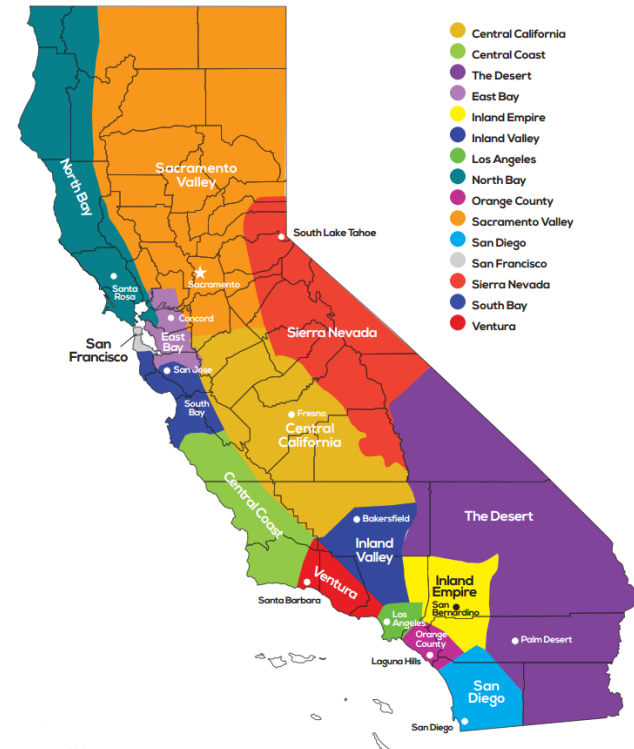 Central California
Central Coast
The Desert
East Bay
Inland Empire
Inland Valley
Los Angeles
North Bay
Orange County
Sacramento Valley
San Diego
San Francisco
Sierra Nevada
South Bay
Ventura
North Bay
Sacramento
Valley
South Lake Tahoe
Santa
Rosa
Sacramento
Concord
East
Bay
San
Francisco
Sierra Nevada
San Jose
South
Bay
Fresno
Central
California
Central Coast
Bakersfield
The Desert
Inland
Valley
Ventura
Inland
Empire
San
Bernardino
Santa Barbara
Los
Angeles
Orange
County
Palm Desert
Laguna Hills
San
Diego
San Diego